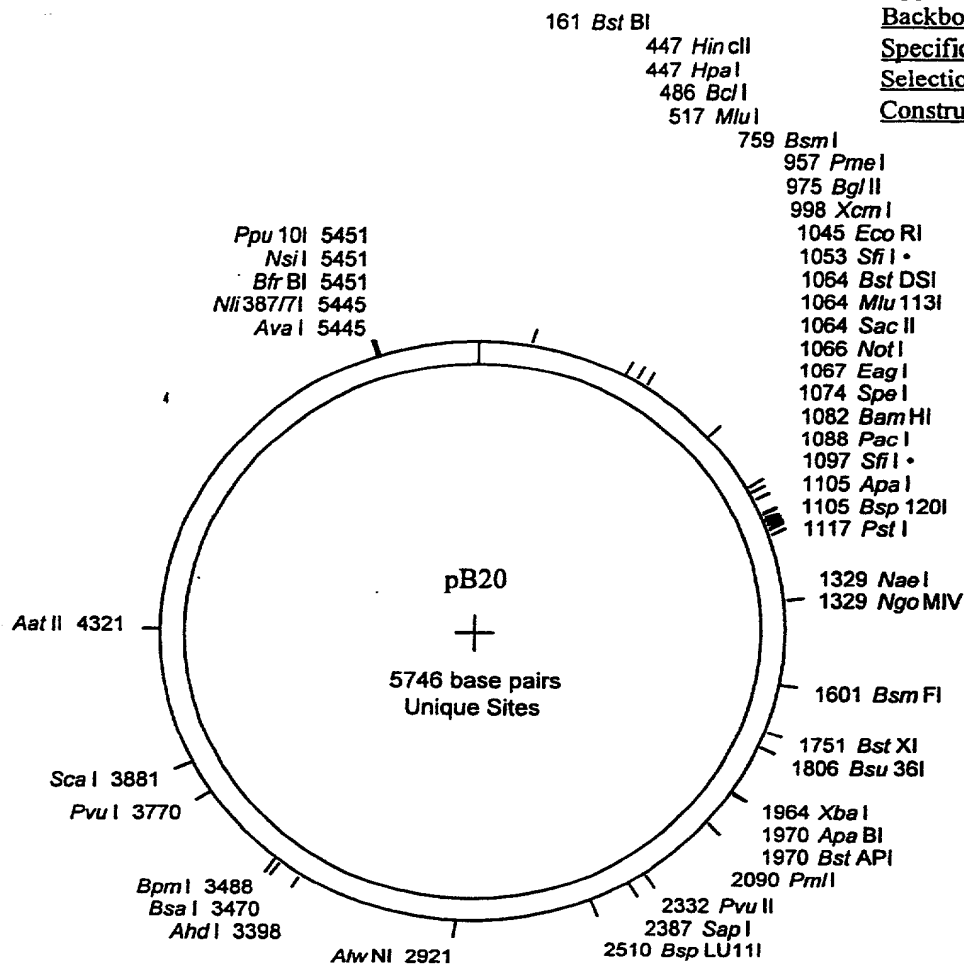 161 Bst BI
447 Hin cII
447 Hpa I
486 Bcl I
517 Mlu I
759 Bsm I
957 Pme I
975 Bgl II
998 Xcm I
1045 Eco RI
1053 Sfi I •
1064 Bst DSI
1064 Mlu 113I
1064 Sac II
1066 Not I
1067 Eag I
1074 Spe I
1082 Bam HI
1088 Pac I
1097 Sfi I •
1105 Apa I
1105 Bsp 120I
1117 Pst I
1329 Nae I
1329 Ngo MIV
1601 Bsm FI
1751 Bst XI
1806 Bsu 36I
1964 Xba I
1970 Apa BI
1970 Bst API
2090 Pml I
2332 Pvu II
2387 Sap I
2510 Bsp LU11I
Alw NI 2921
Ahd I 3398
Bsa I 3470
Bpm I 3488
Pvu I 3770
Sca I 3881
Aat II 4321
Ppu 10I 5451
Nsi I 5451
Bfr BI 5451
Nli 387/7I 5445
Ava I 5445
pB20
5746 base pairs
Unique Sites
Backbo
Specific
Selection
Constru